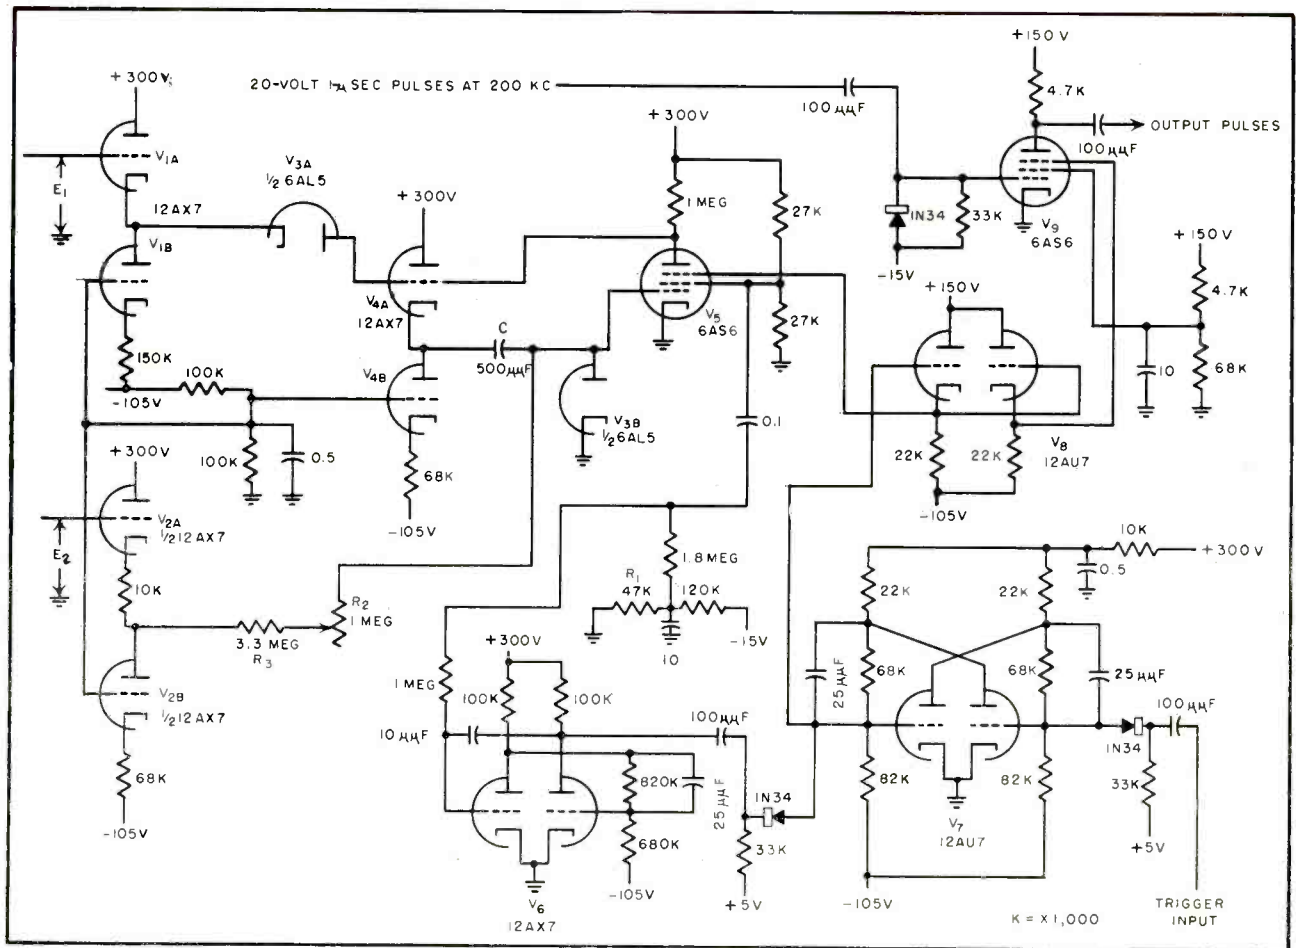 +300V
V1A
E1
12AX7
V1B
150K
-105V
100K
100K
0.5
+300V
V2A
1/2 12AX7
E2
10K
3.3 MEG
R3
R2
1 MEG
V2B
1/2 12AX7
68K
-105V
20-VOLT 1μ SEC PULSES AT 200 KC
100μμF
V3A
1/2 6AL5
+300V
V4A
12AX7
C
500μμF
V4B
68K
-105V
V3B
1/2 6AL5
+300V
1 MEG
27K
V5
6AS6
27K
0.1
1.8 MEG
R1
47K
120K
10
-15V
+150V
4.7K
OUTPUT PULSES
100μμF
1N34
33K
V9
6AS6
-15V
+150V
4.7K
10
68K
+150V
22K
22K
V8
12AU7
-105V
10K
+300V
0.5
22K
22K
25μμF
68K
68K
25μμF
82K
82K
V7
12AU7
-105V
1N34
100μμF
33K
+5V
TRIGGER
INPUT
K = X 1,000
+300V
1 MEG
100K
100K
10μμF
100μμF
820K
25μμF
680K
-105V
V6
12AX7
1N34
33K
+5V